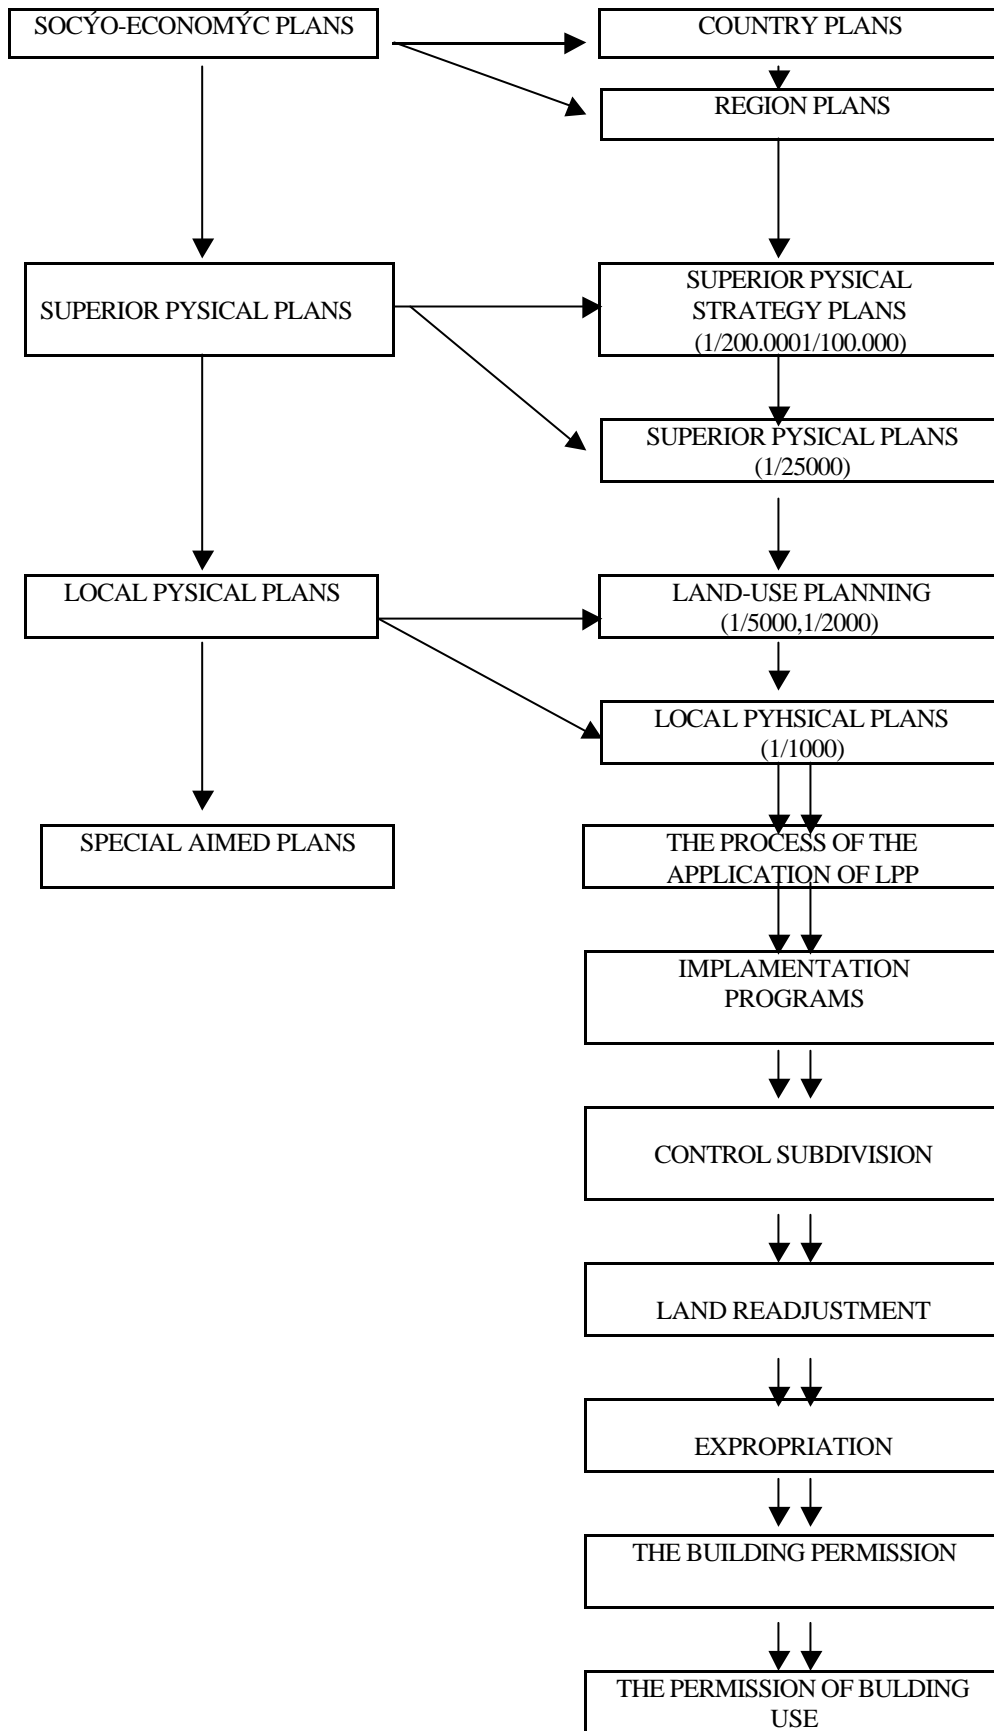 SOCÝO-ECONOMÝC PLANS
COUNTRY PLANS
REGION PLANS
SUPERIOR PYSICAL PLANS
SUPERIOR PYSICAL
STRATEGY PLANS
(1/200.0001/100.000)
SUPERIOR PYSICAL PLANS
(1/25000)
LOCAL PYSICAL PLANS
LAND-USE PLANNING
(1/5000,1/2000)
LOCAL PYHSICAL PLANS
(1/1000)
SPECIAL AIMED PLANS
THE PROCESS OF THE
APPLICATION OF LPP
IMPLAMENTATION
PROGRAMS
CONTROL SUBDIVISION
LAND READJUSTMENT
EXPROPRIATION
THE BUILDING PERMISSION
THE PERMISSION OF BULDING
USE